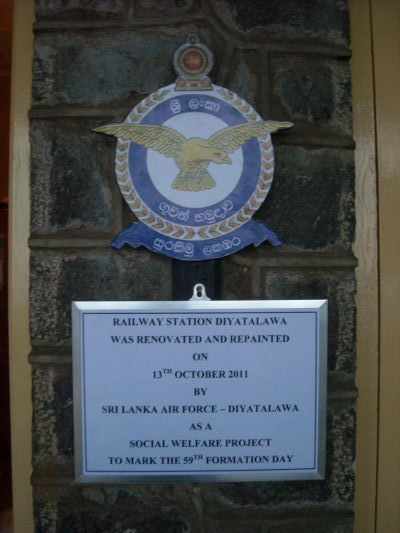 ශ්‍රී ලංකා
ගුවන් හමුදාව
සුරකිමු ලකඹර
RAILWAY STATION DIYATALAWA
WAS RENOVATED AND REPAINTED
ON
13TH OCTOBER 2011
BY
SRI LANKA AIR FORCE – DIYATALAWA
AS A
SOCIAL WELFARE PROJECT
TO MARK THE 59TH FORMATION DAY